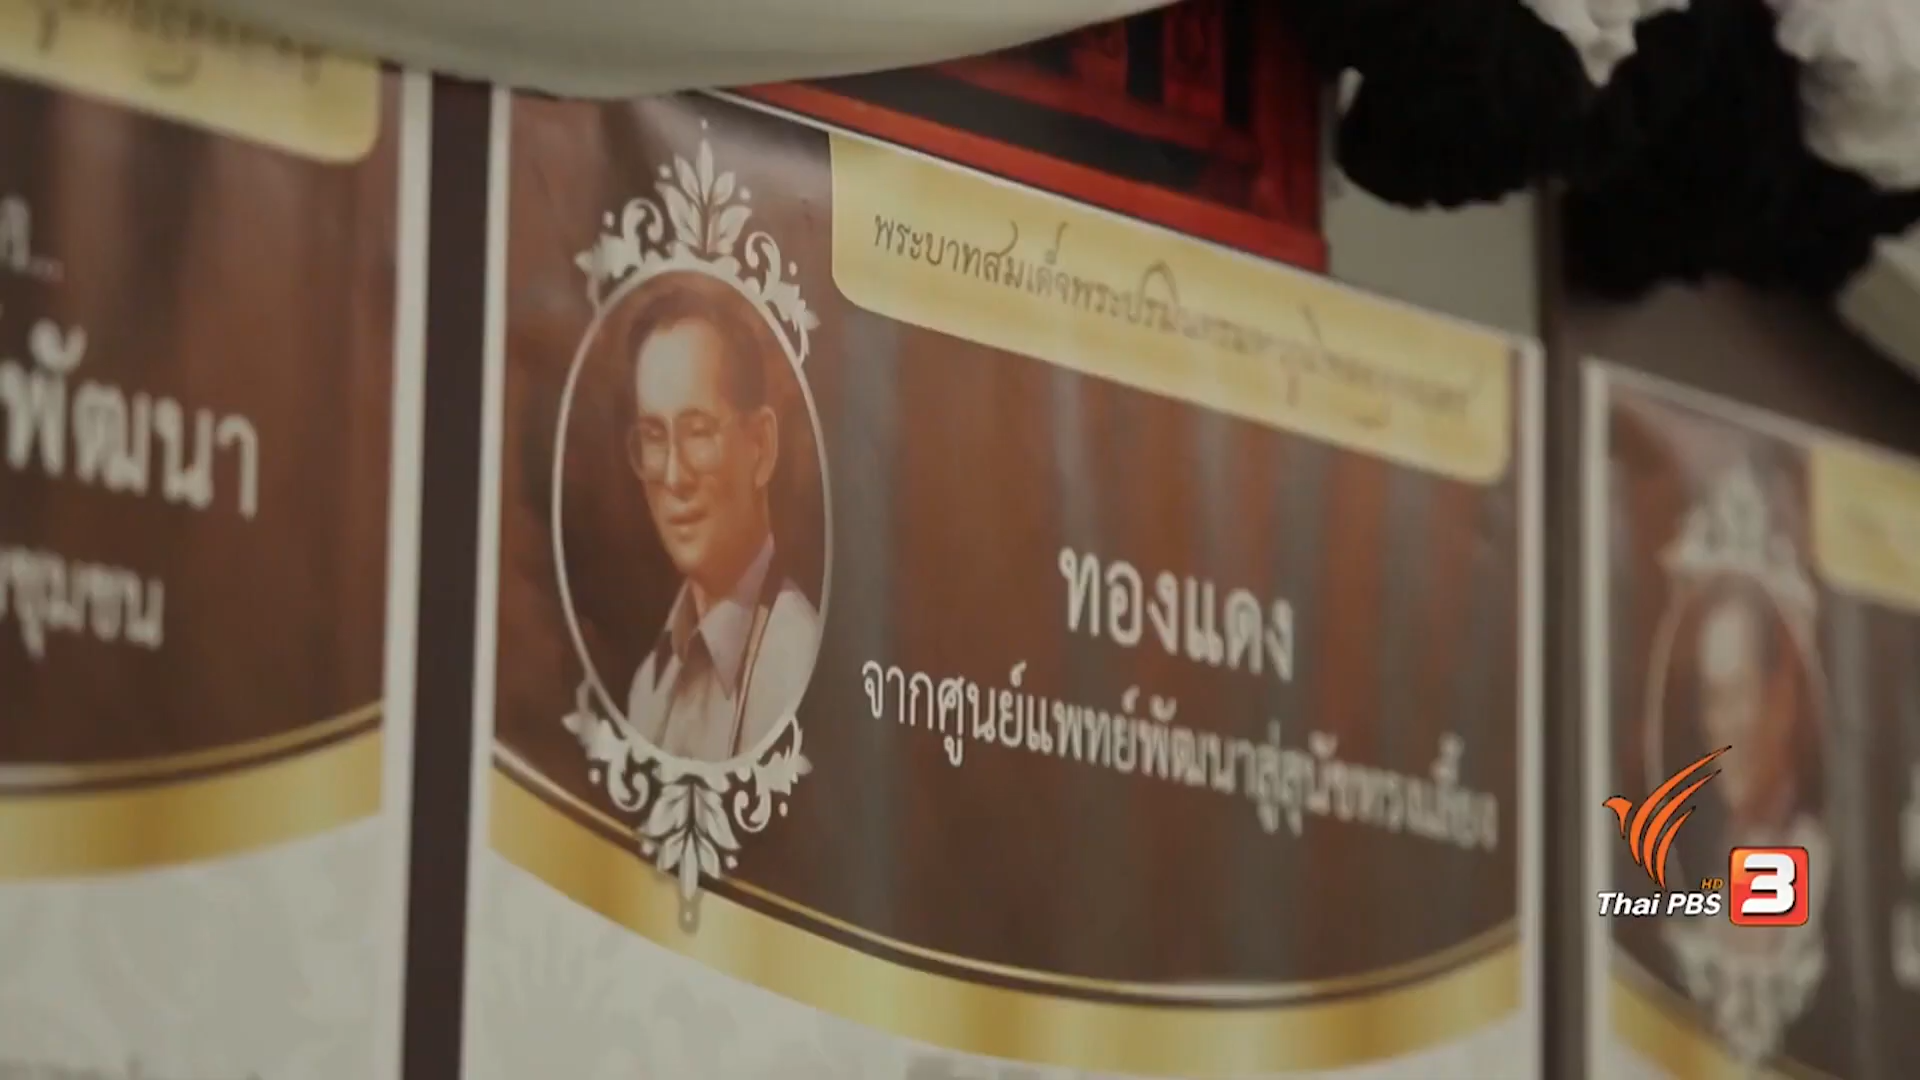 พัฒนา
ชุมชน
พระบาทสมเด็จพระปรมินทรมหาภูมิพลอดุลยเดช
ทองแดง
จากศูนย์แพทย์พัฒนาสู่สุนัขทรงเลี้ยง
Thai PBS HD 3